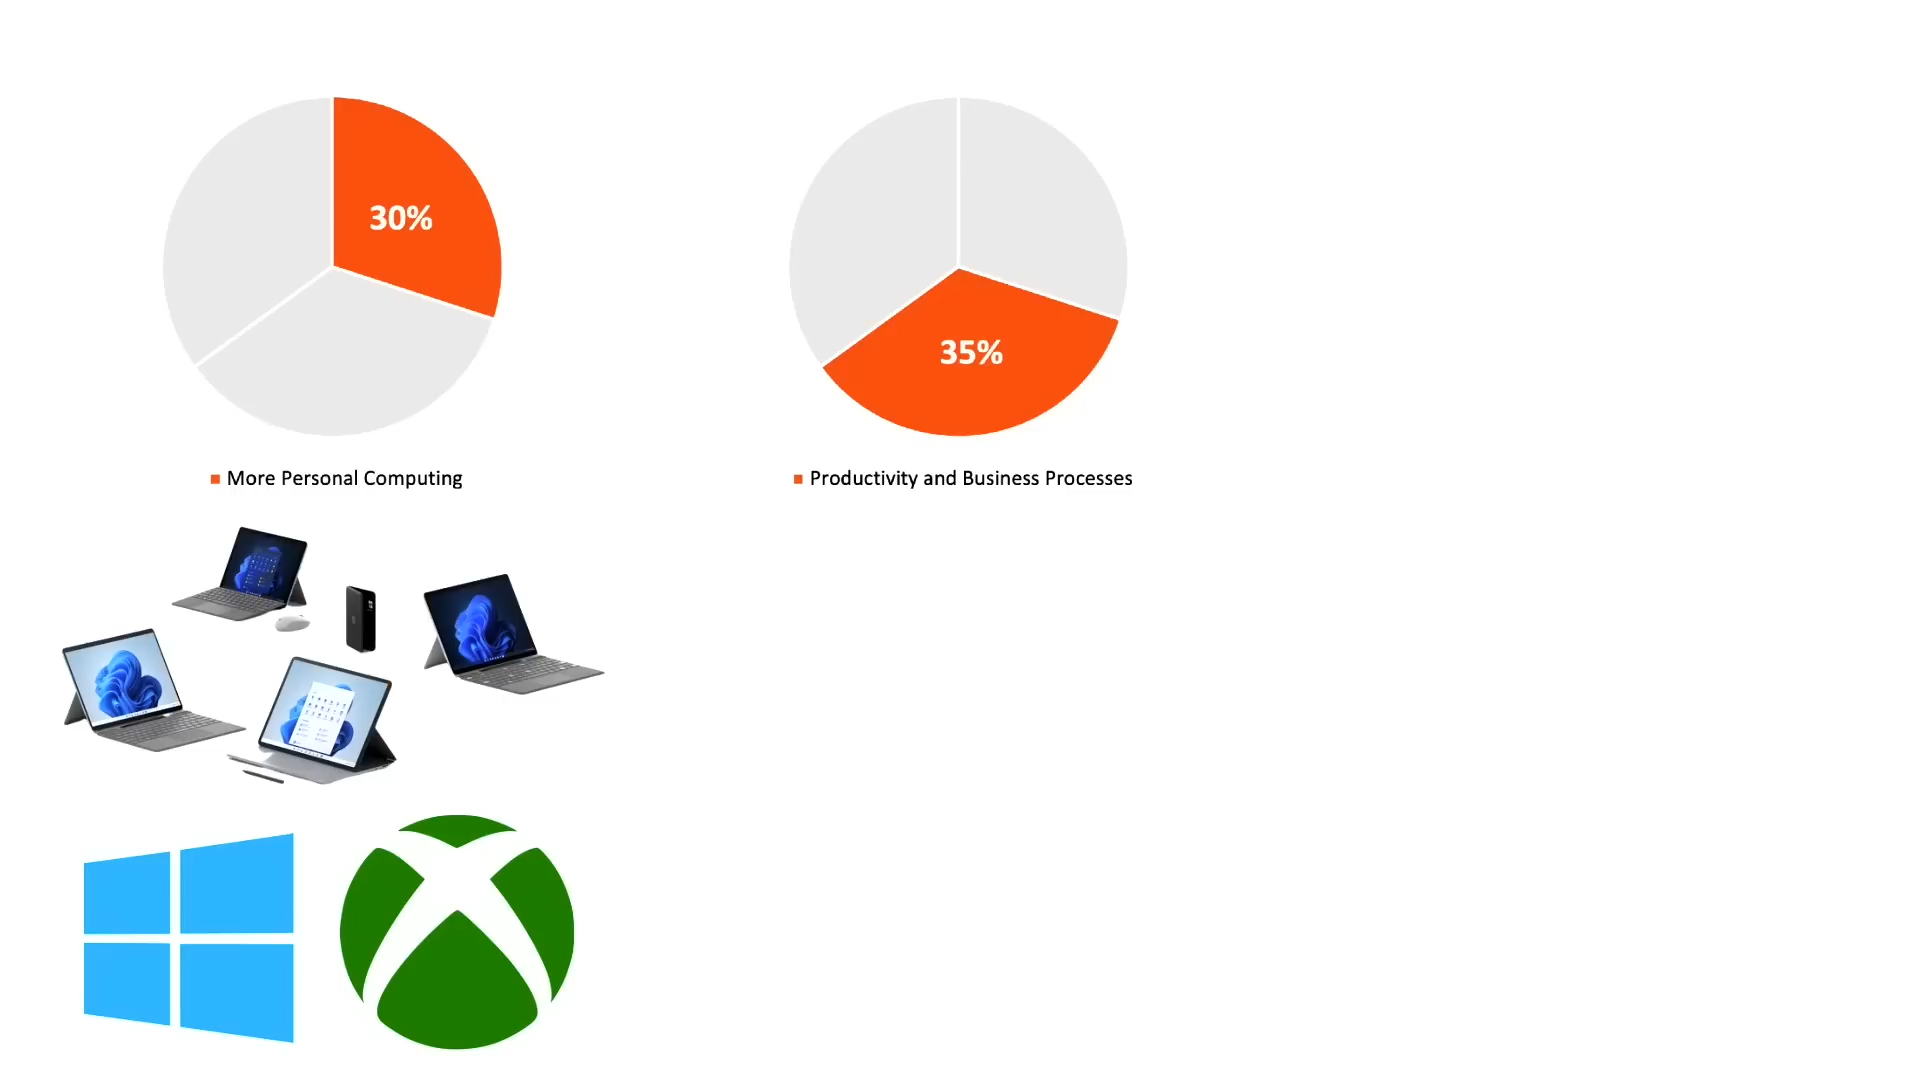 30%
35%
More Personal Computing
Productivity and Business Processes